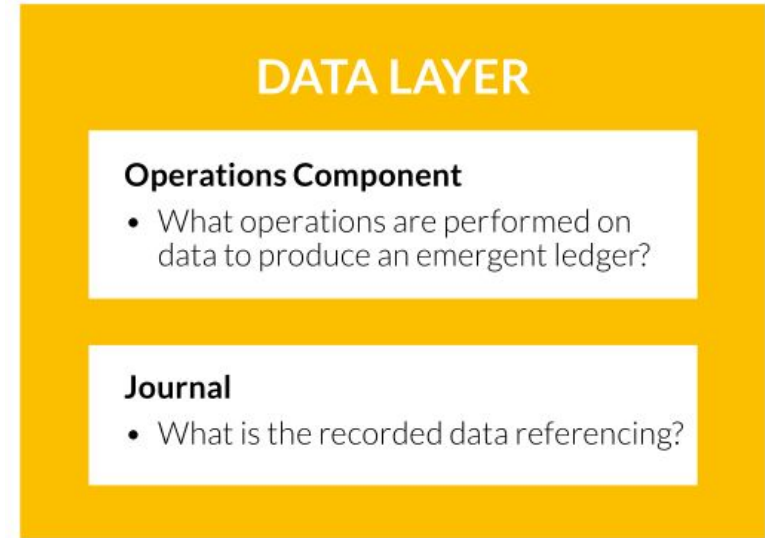 DATA LAYER
Operations Component
• What operations are performed on
data to produce an emergent ledger?
Journal
• What is the recorded data referencing?